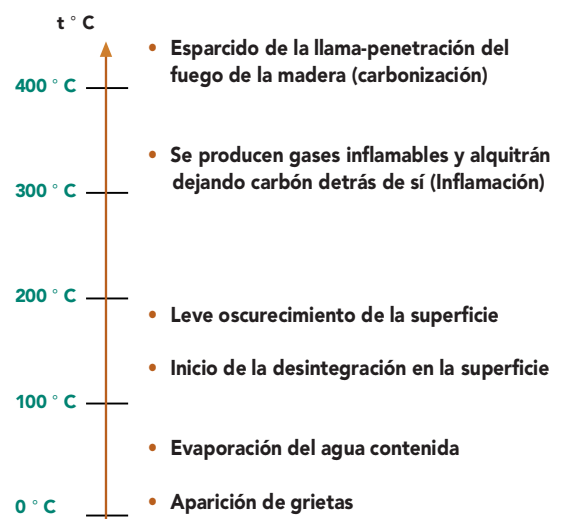 t ° C
• Esparcido de la llama-penetración del
fuego de la madera (carbonización)
400 ° C
• Se producen gases inflamables y alquitrán
dejando carbón detrás de sí (Inflamación)
300 ° C
200 ° C
• Leve oscurecimiento de la superficie
• Inicio de la desintegración en la superficie
100 ° C
• Evaporación del agua contenida
• Aparición de grietas
0 ° C